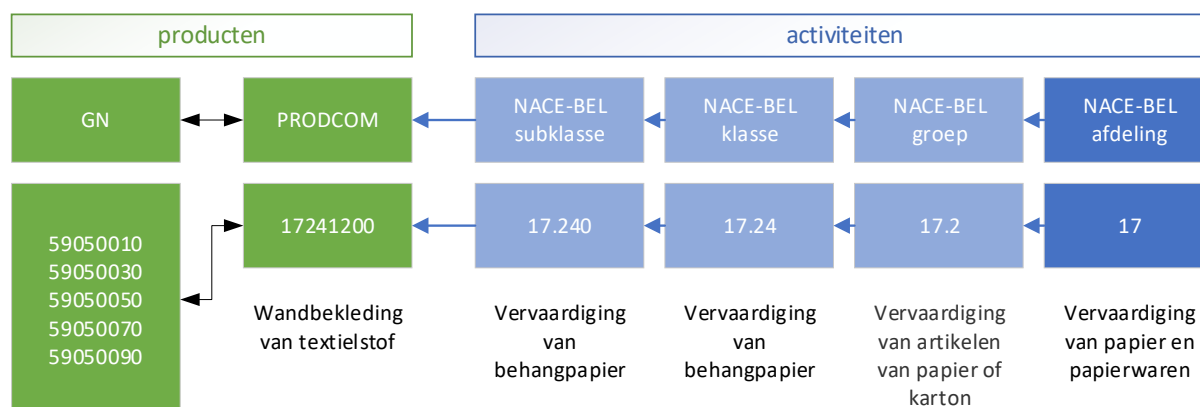 producten
activiteiten
GN
PRODCOM
NACE-BEL
subklasse
NACE-BEL
klasse
NACE-BEL
groep
NACE-BEL
afdeling
59050010
59050030
59050050
59050070
59050090
17241200
17.240
17.24
17.2
17
Wandbekleding
van textielstof
Vervaardiging
van
behangpapier
Vervaardiging
van
behangpapier
Vervaardiging
van artikelen
van papier of
karton
Vervaardiging
van papier en
papierwaren